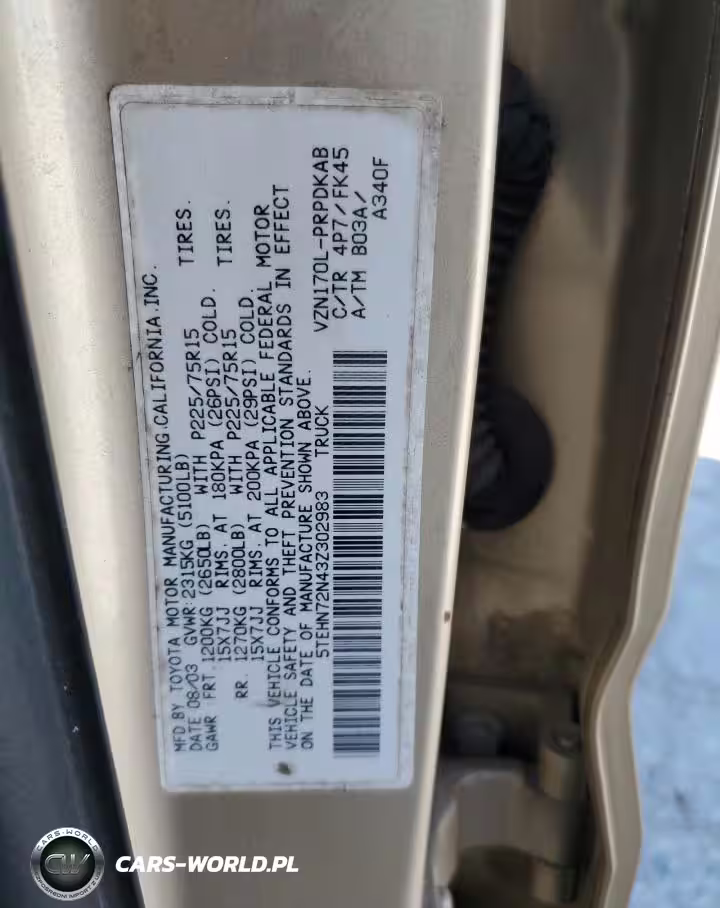 MFD BY TOYOTA MOTOR MANUFACTURING.CALIFORNIA.INC.
DATE 08/03 GVWR:2315KG (5100LB)
GAWR FRT.1200KG (2650LB) WITH P225/75R15 TIRES.
15X7JJ RIMS. AT 180KPA (26PSI) COLD.
RR. 1270KG (2800LB) WITH P225/75R15 TIRES.
15X7JJ RIMS. AT 200KPA (29PSI) COLD.
THIS VEHICLE CONFORMS TO ALL APPLICABLE FEDERAL MOTOR
VEHICLE SAFETY AND THEFT PREVENTION STANDARDS IN EFFECT
ON THE DATE OF MANUFACTURE SHOWN ABOVE.
5TEHN72N43Z302983 TRUCK
VZN170L-PRPDKAB
C/TR 4P7/FK45
A/TM B03A/
A340F
CARS-WORLD
CW
CARS-WORLD.PL